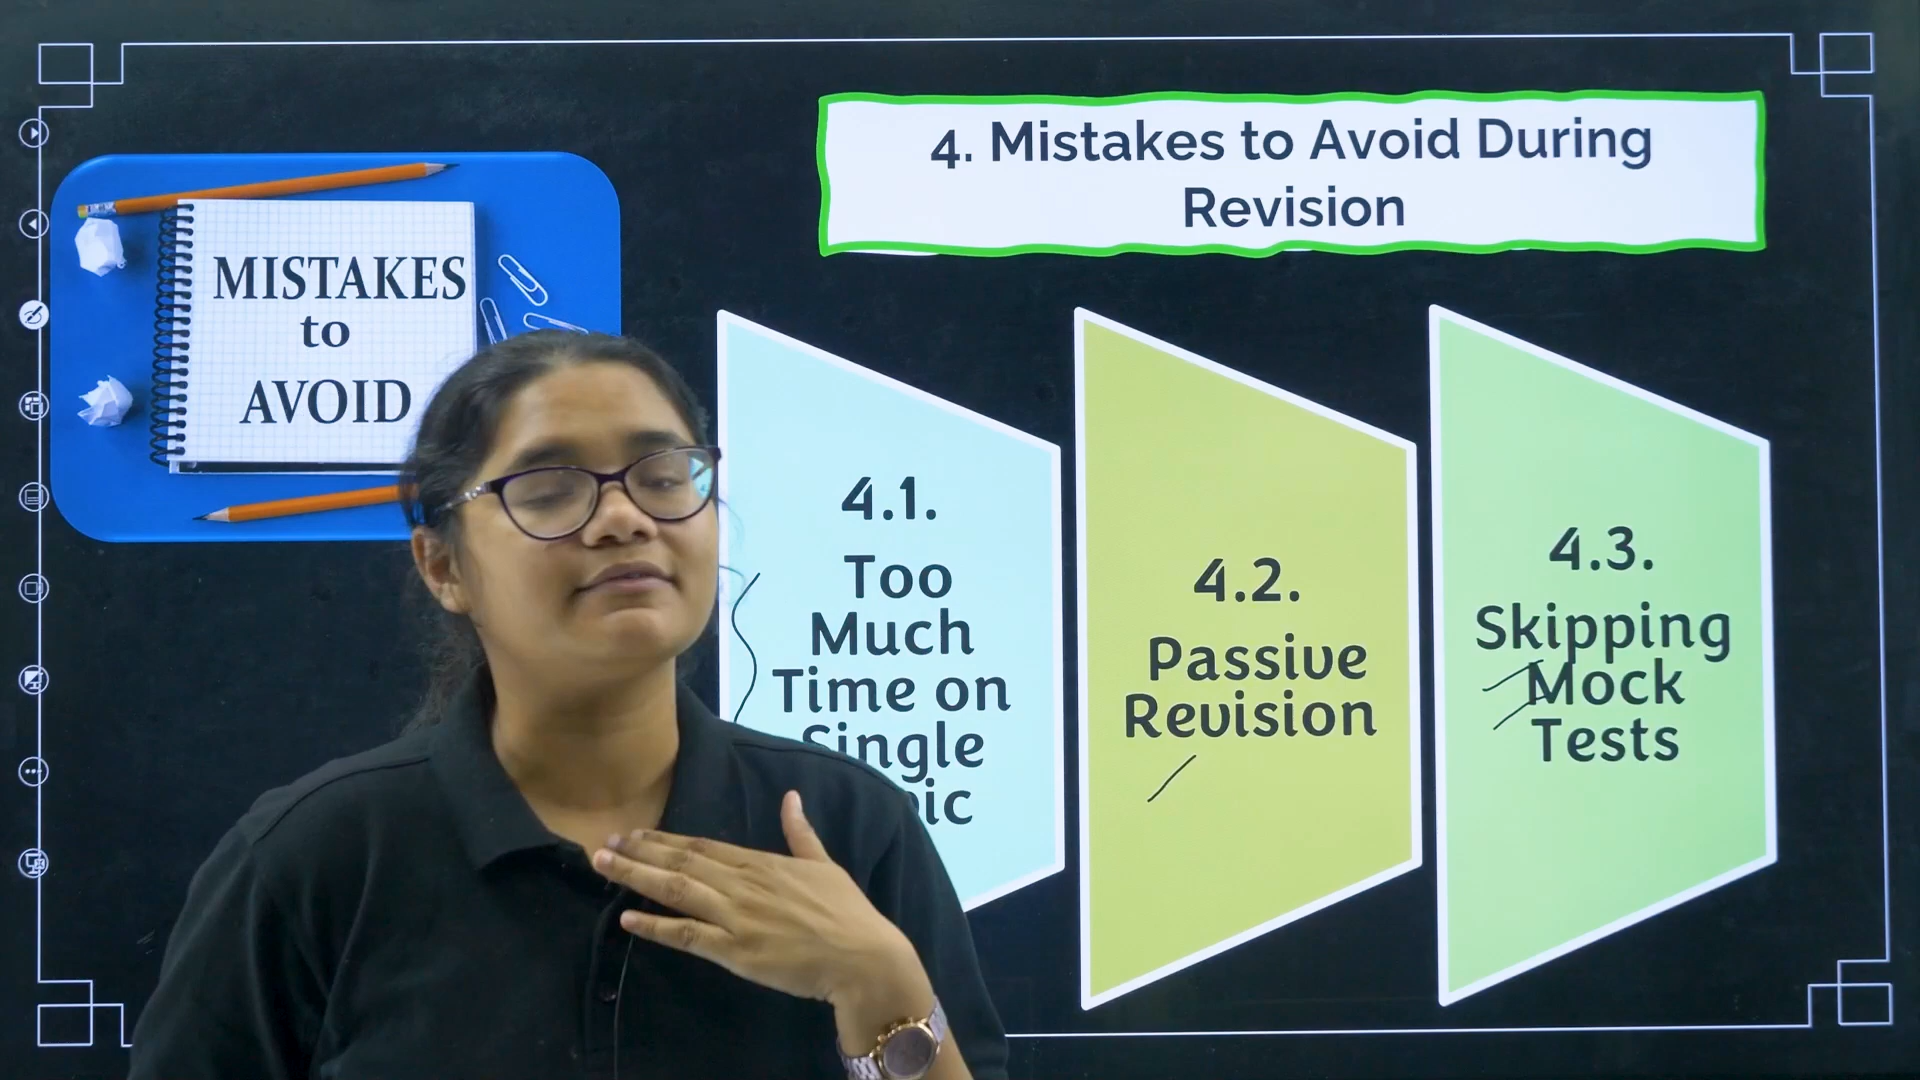 4. Mistakes to Avoid During
Revision
MISTAKES
to
AVOID
4.1.
Too
Much
Time on
Single
4.2.
Passive
Revision
4.3.
Skipping
Mock
Tests